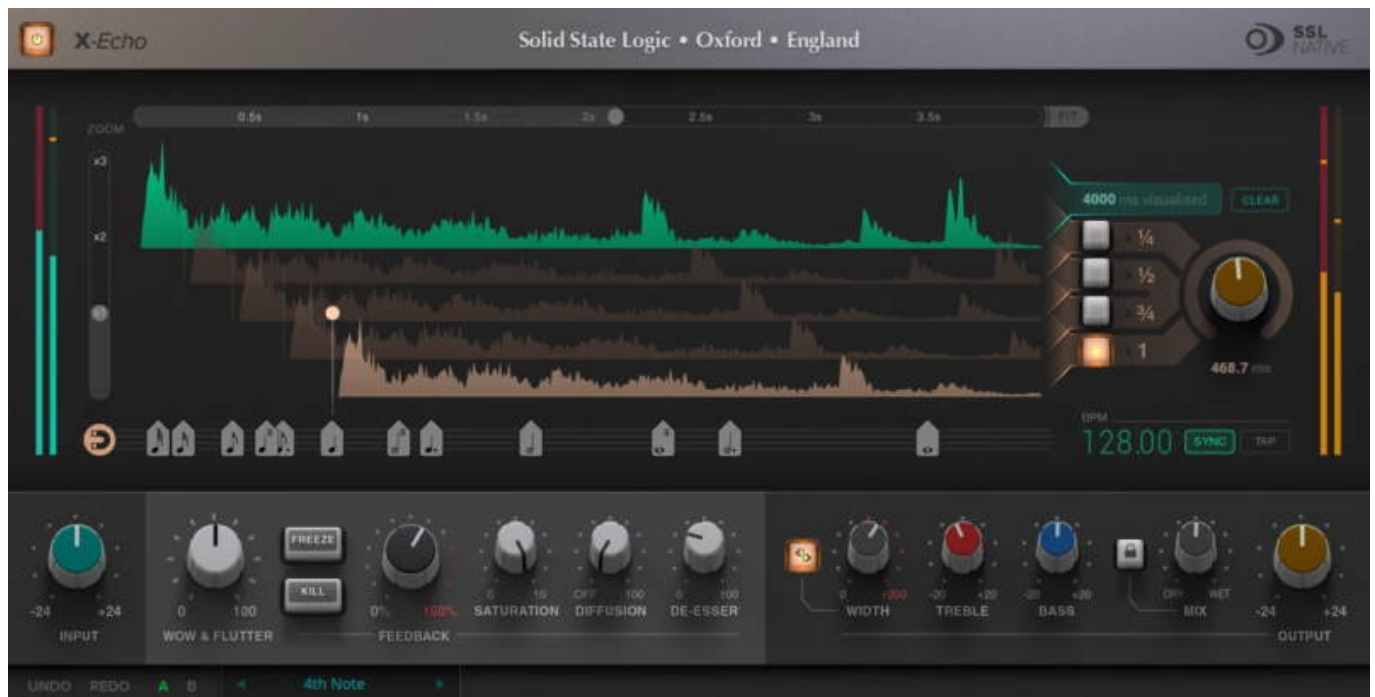 X-Echo
Solid State Logic • Oxford • England
SSL
NATIVE
ZOOM
0.5s 1s 1.5s 2s 2.5s 3s 3.5s FIT
x3
x2
x1
4000 ms visualised CLEAR
x ¼
x ½
x ¾
x 1
468.7 ms
BPM
128.00 SYNC TAP
FREEZE
KILL
-24 +24
INPUT
0 100
WOW & FLUTTER
0% 150%
FEEDBACK
0 10
SATURATION
OFF 100
DIFFUSION
0 100
DE-ESSER
0 +200
WIDTH
-20 +20
TREBLE
-20 +20
BASS
DRY WET
MIX
-24 +24
OUTPUT
UNDO REDO A B 4th Note